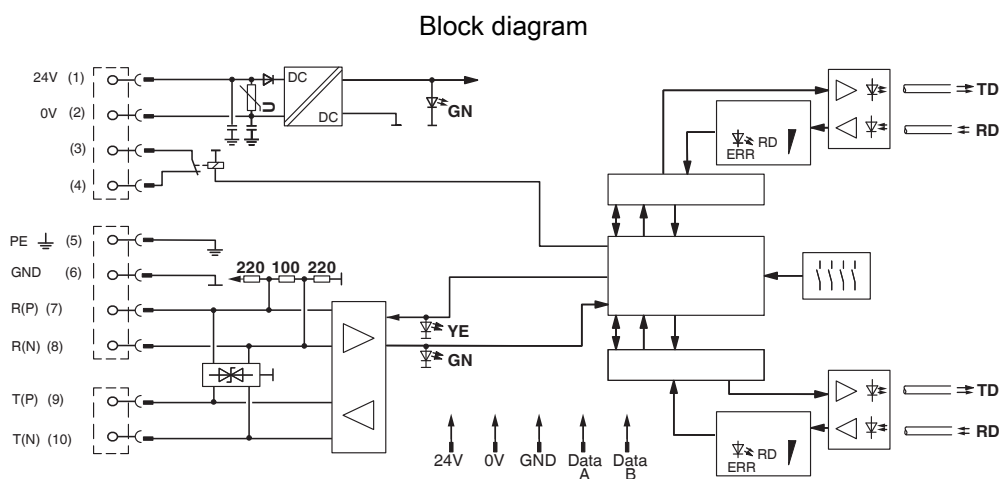 Block diagram
24V (1)
0V (2)
(3)
(4)
U
DC
DC
GN
TD
RD
RD
ERR
PE (5)
GND (6)
R(P) (7)
R(N) (8)
T(P) (9)
T(N) (10)
220 100 220
YE
GN
24V 0V GND Data A Data B
TD
RD
RD
ERR